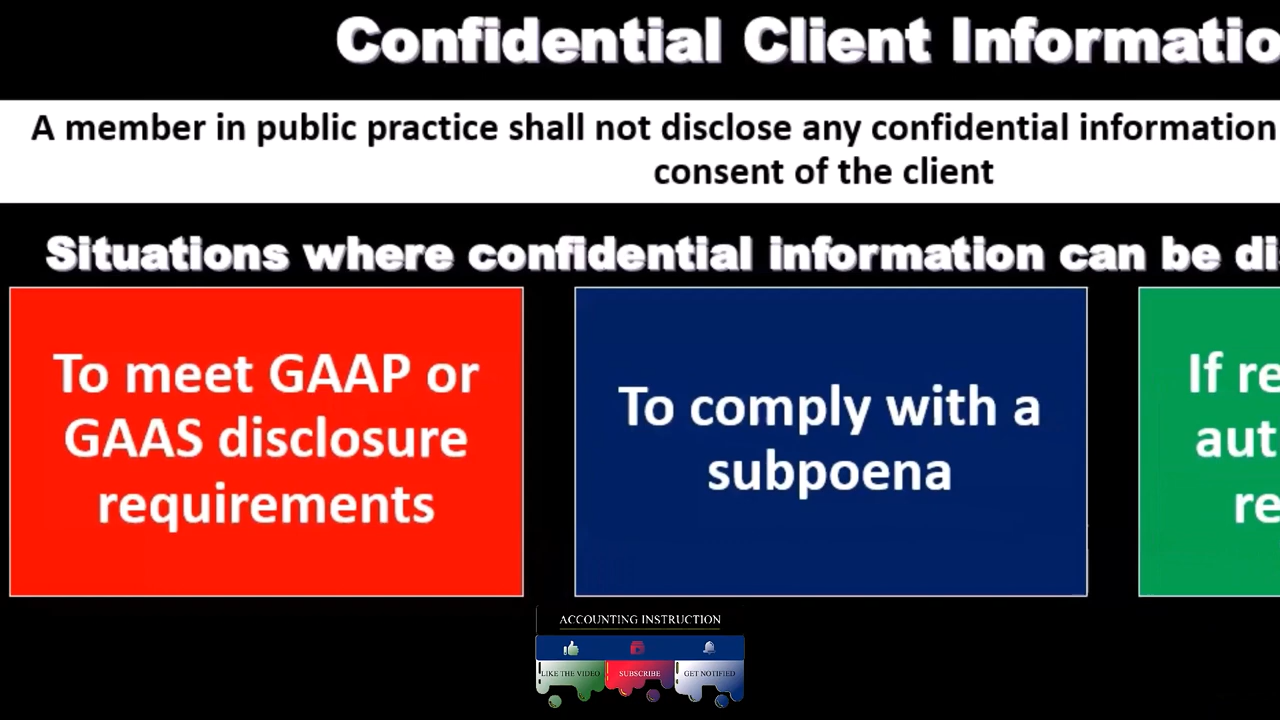 Confidential Client Informatio
A member in public practice shall not disclose any confidential information
consent of the client
Situations where confidential information can be di
To meet GAAP or
GAAS disclosure
requirements
To comply with a
subpoena
If re
aut
re
ACCOUNTING INSTRUCTION
LIKE THE VIDEO
SUBSCRIBE
GET NOTIFIED